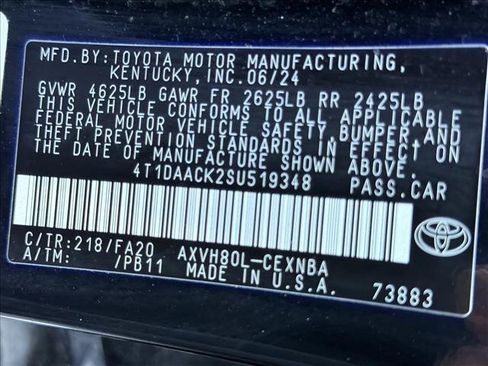 MFD.BY:TOYOTA MOTOR MANUFACTURING,
KENTUCKY,INC.06/24
GVWR 4625LB GAWR FR 2625LB RR 2425LB
THIS VEHICLE CONFORMS TO ALL APPLICABLE
FEDERAL MOTOR VEHICLE SAFETY,BUMPER,AND
THEFT PREVENTION STANDARDS IN EFFECT ON
THE DATE OF MANUFACTURE SHOWN ABOVE.
4T1DAACK2SU519348 PASS.CAR
C/TR:218/FA20 AXVH80L-CEXNBA
A/TM: /PB11 MADE IN U.S.A.
73883
TOYOTA